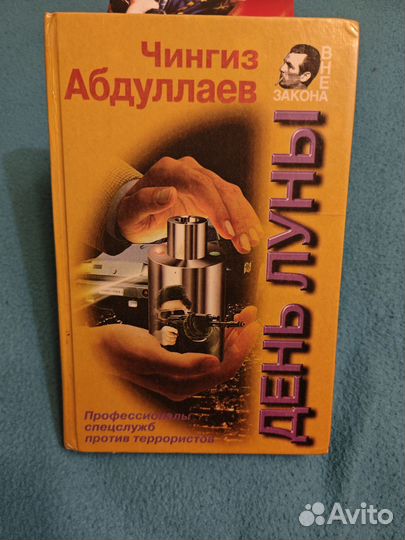 Чингиз
Абдуллаев
ВНЕ
ЗАКОНА
ДЕНЬ ЛУНЫ
Профессионалы
спецслужб
против террористов
Avito